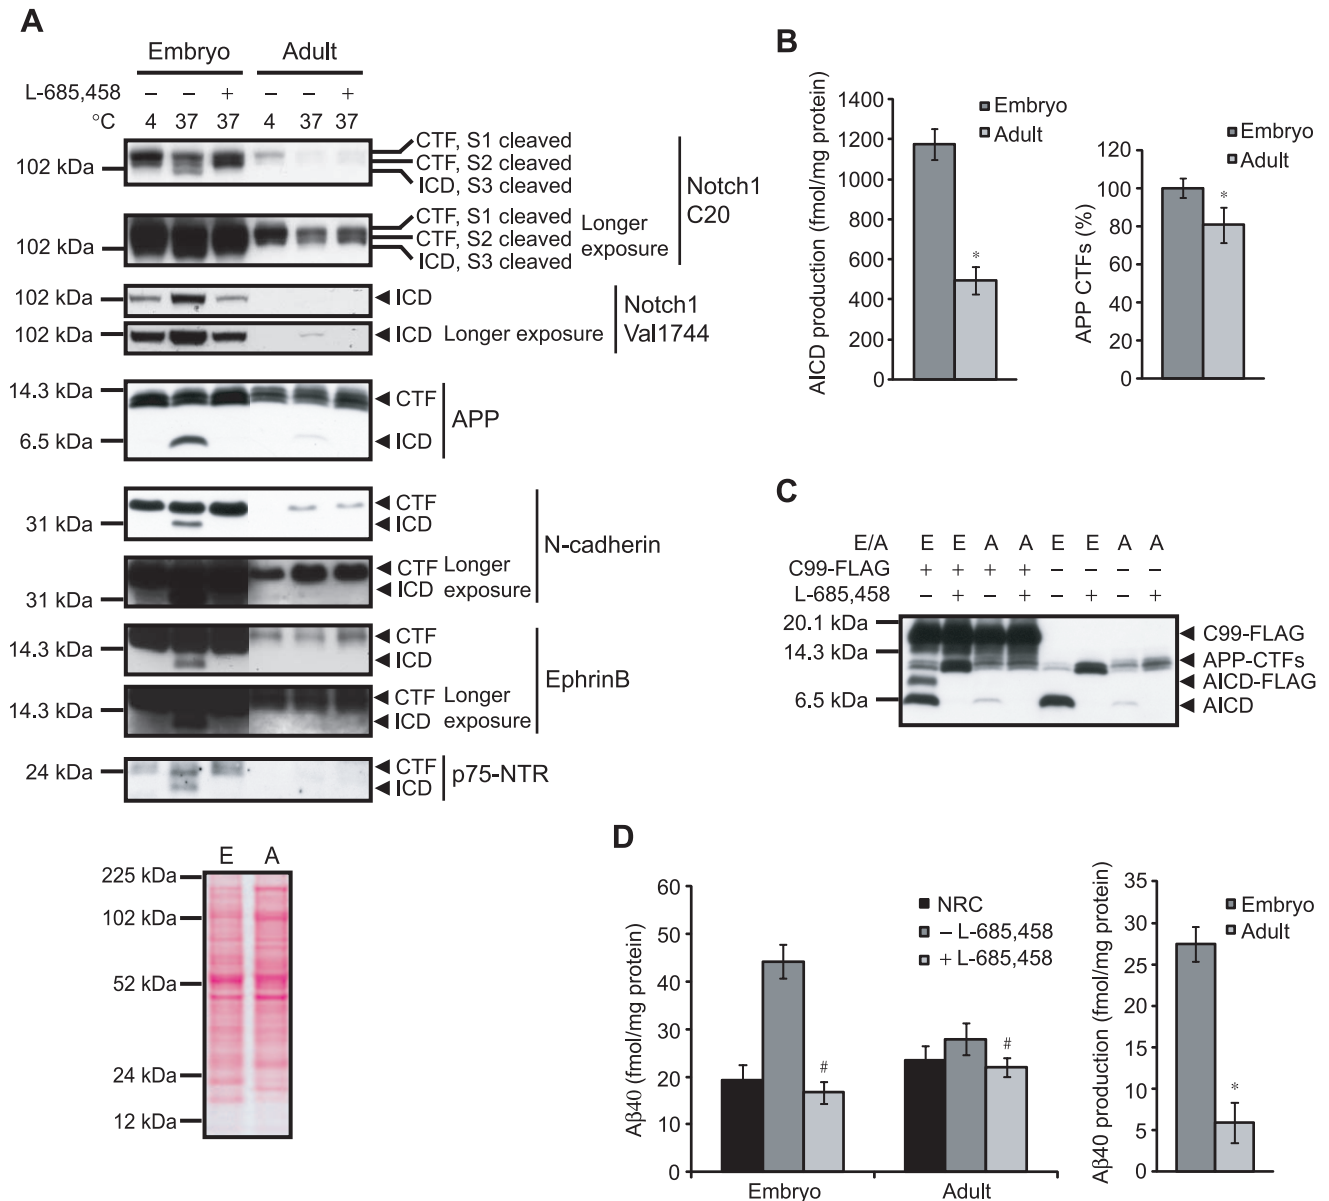 A
Embryo Adult
L-685,458 – – + – – +
°C 4 37 37 4 37 37
102 kDa
CTF, S1 cleaved
CTF, S2 cleaved
ICD, S3 cleaved
Notch1
C20
102 kDa
CTF, S1 cleaved
CTF, S2 cleaved
ICD, S3 cleaved
Longer
exposure
102 kDa ICD
Notch1
Val1744
102 kDa ICD Longer exposure
14.3 kDa CTF
APP
6.5 kDa ICD
CTF
31 kDa ICD
N-cadherin
CTF Longer
ICD exposure
31 kDa
CTF
14.3 kDa
ICD
EphrinB
CTF Longer
14.3 kDa
ICD exposure
24 kDa CTF
p75-NTR
ICD
E A
225 kDa
102 kDa
52 kDa
24 kDa
12 kDa
B
AICD production (fmol/mg protein)
1400
1200
1000
800
600
400
200
0
Embryo
Adult
*
APP CTFs (%)
120
100
80
60
40
20
0
Embryo
Adult
*
C
E/A E E A A E E A A
C99-FLAG + + + + – – – –
L-685,458 – + – + – + – +
20.1 kDa
14.3 kDa
6.5 kDa
C99-FLAG
APP-CTFs
AICD-FLAG
AICD
D
Aβ40 (fmol/mg protein)
60
50
40
30
20
10
0
NRC
– L-685,458
+ L-685,458
#
#
Embryo Adult
Aβ40 production (fmol/mg protein)
35
30
25
20
15
10
5
0
Embryo
Adult
*